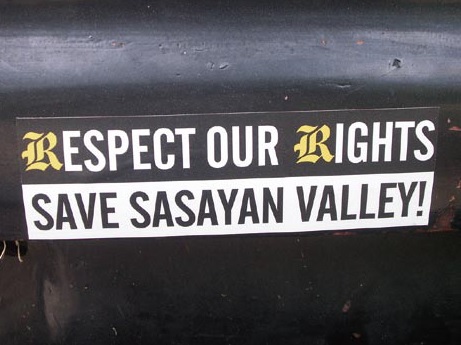 RESPECT OUR RIGHTS
SAVE SASAYAN VALLEY!